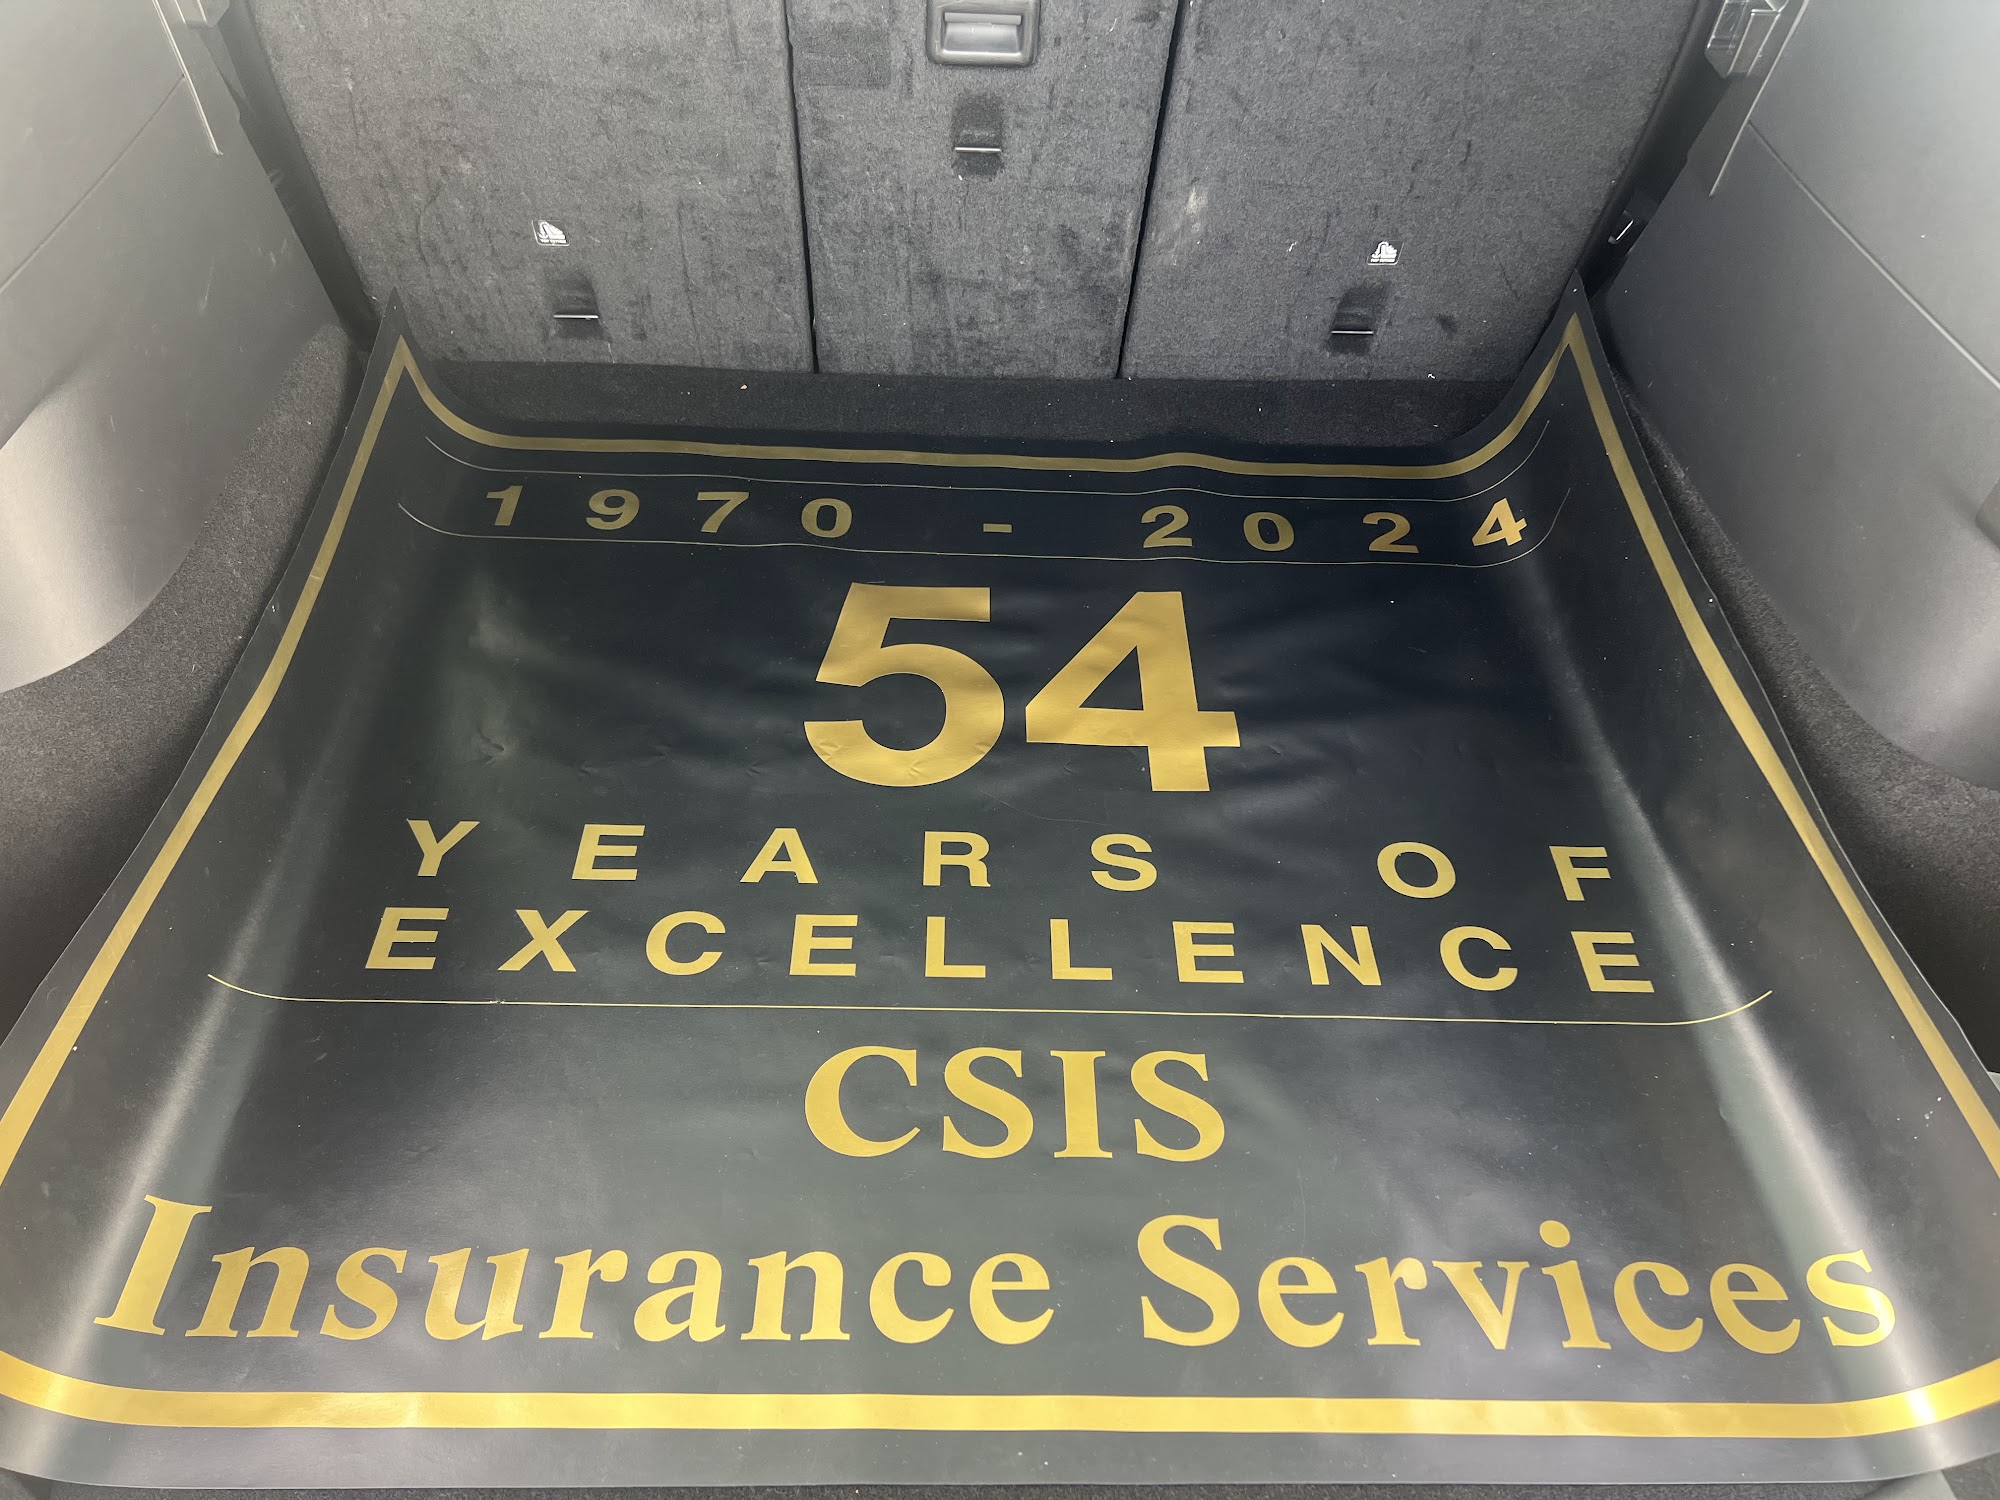 1970 - 2024
54
YEARS OF
EXCELLENCE
CSIS
Insurance Services